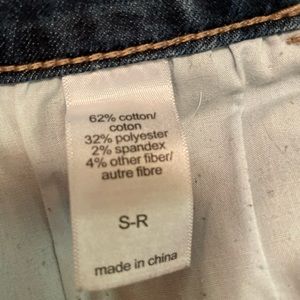 62% cotton/
coton
32% polyester
2% spandex
4% other fiber/
autre fibre
S-R
made in china